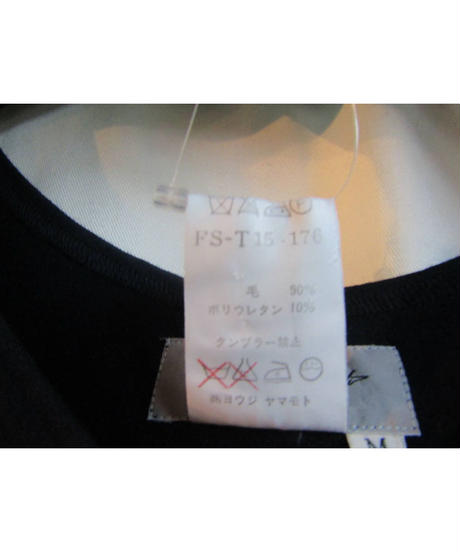 FS-T15-176
毛 90%
ポリウレタン 10%
タンブラー禁止
㈱ヨウジ ヤマモト
M